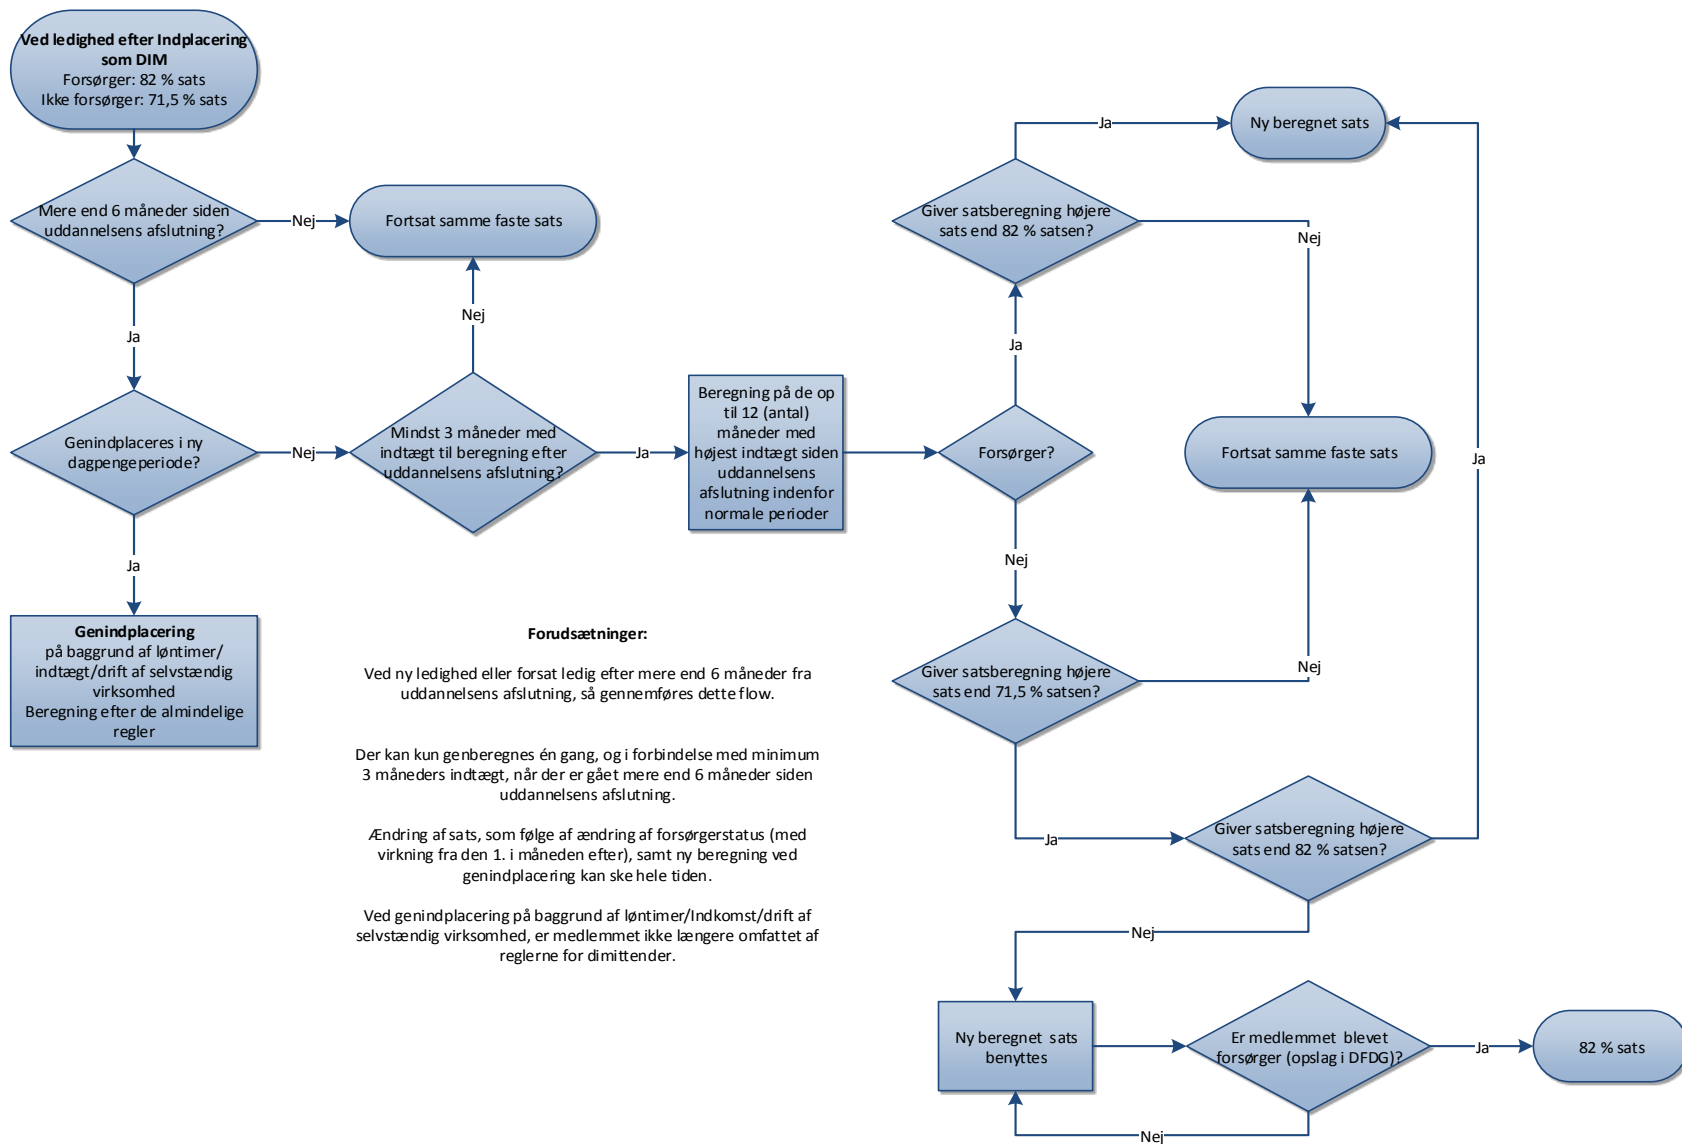 Ved ledighed efter Indplacering
som DIM
Forsørger: 82 % sats
Ikke forsørger: 71,5 % sats
Mere end 6 måneder siden
uddannelsens afslutning?
Nej
Fortsat samme faste sats
Ja
Genindplaceres i ny
dagpengeperiode?
Nej
Mindst 3 måneder med
indtægt til beregning efter
uddannelsens afslutning?
Nej
Ja
Beregning på de op
til 12 (antal)
måneder med
højest indtægt siden
uddannelsens
afslutning indenfor
normale perioder
Ja
Genindplacering
på baggrund af løntimer/
indtægt/drift af selvstændig
virksomhed
Beregning efter de almindelige
regler
Forsørger?
Ja
Giver satsberegning højere
sats end 82 % satsen?
Ja
Ny beregnet sats
Nej
Fortsat samme faste sats
Nej
Giver satsberegning højere
sats end 71,5 % satsen?
Nej
Ja
Giver satsberegning højere
sats end 82 % satsen?
Ja
Nej
Ny beregnet sats
benyttes
Er medlemmet blevet
forsørger (opslag i DFDG)?
Ja
82 % sats
Nej
Forudsætninger:
Ved ny ledighed eller forsat ledig efter mere end 6 måneder fra
uddannelsens afslutning, så gennemføres dette flow.
Der kan kun genberegnes én gang, og i forbindelse med minimum
3 måneders indtægt, når der er gået mere end 6 måneder siden
uddannelsens afslutning.
Ændring af sats, som følge af ændring af forsørgerstatus (med
virkning fra den 1. i måneden efter), samt ny beregning ved
genindplacering kan ske hele tiden.
Ved genindplacering på baggrund af løntimer/Indkomst/drift af
selvstændig virksomhed, er medlemmet ikke længere omfattet af
reglerne for dimittender.